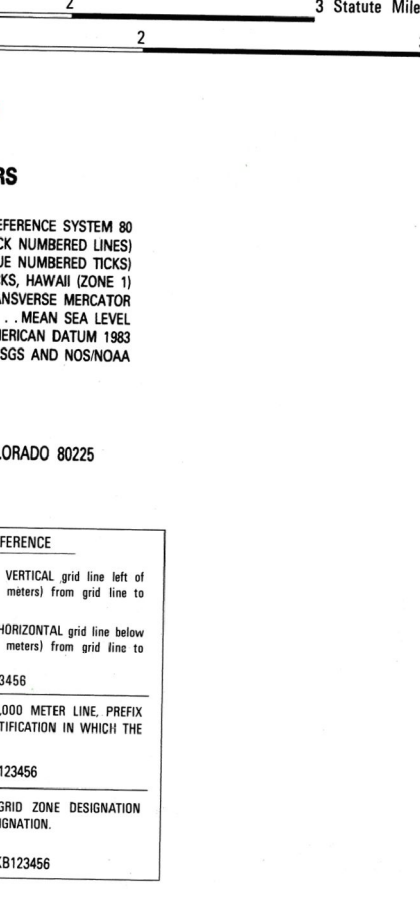 2 3 Statute Mile
2
RS
EFERENCE SYSTEM 80
CK NUMBERED LINES)
UE NUMBERED TICKS)
KS, HAWAII (ZONE 1)
ANSVERSE MERCATOR
. . MEAN SEA LEVEL
MERICAN DATUM 1983
SGS AND NOS/NOAA
LORADO 80225
FERENCE
VERTICAL grid line left of
meters) from grid line to
HORIZONTAL grid line below
meters) from grid line to
3456
,000 METER LINE, PREFIX
TIFICATION IN WHICH THE
123456
GRID ZONE DESIGNATION
IGNATION.
KB123456